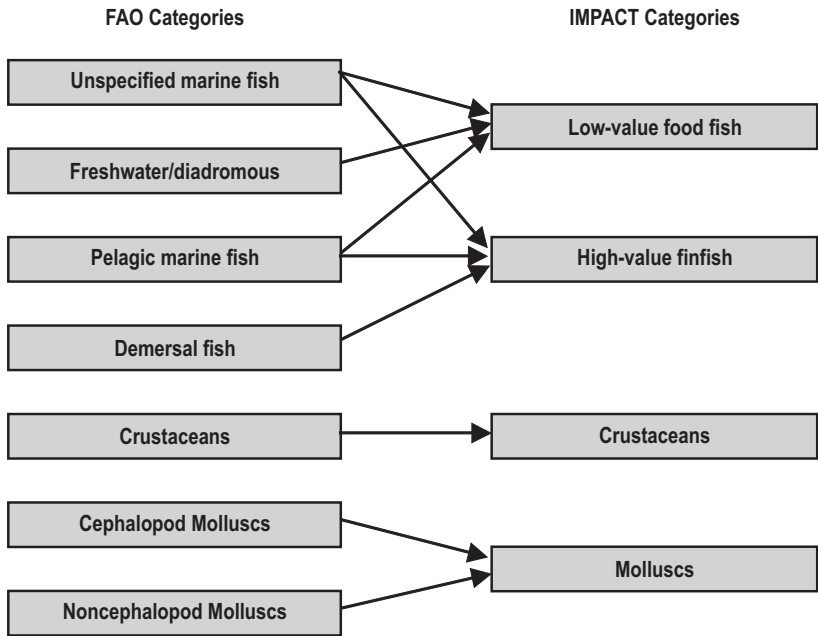 FAO Categories
IMPACT Categories
Unspecified marine fish
Low-value food fish
Freshwater/diadromous
Pelagic marine fish
High-value finfish
Demersal fish
Crustaceans
Crustaceans
Cephalopod Molluscs
Molluscs
Noncephalopod Molluscs